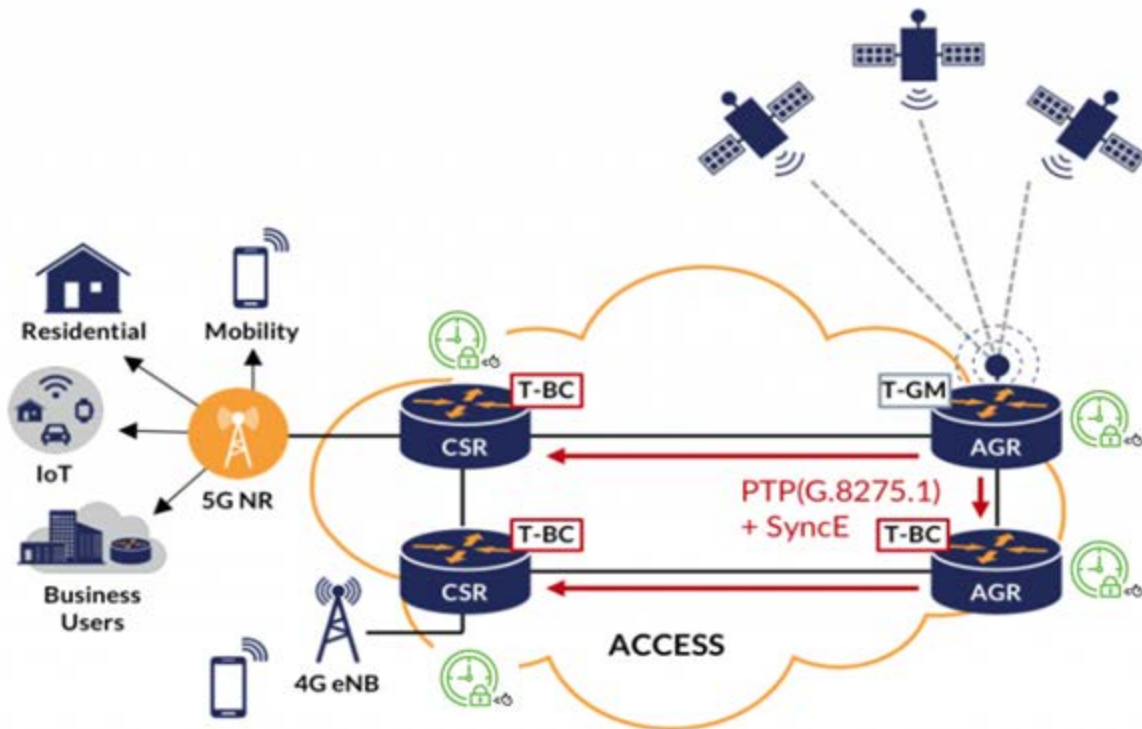 Residential
Mobility
IoT
5G NR
Business
Users
T-BC
CSR
T-GM
AGR
PTP(G.8275.1)
+ SyncE
T-BC
CSR
T-BC
AGR
4G eNB
ACCESS